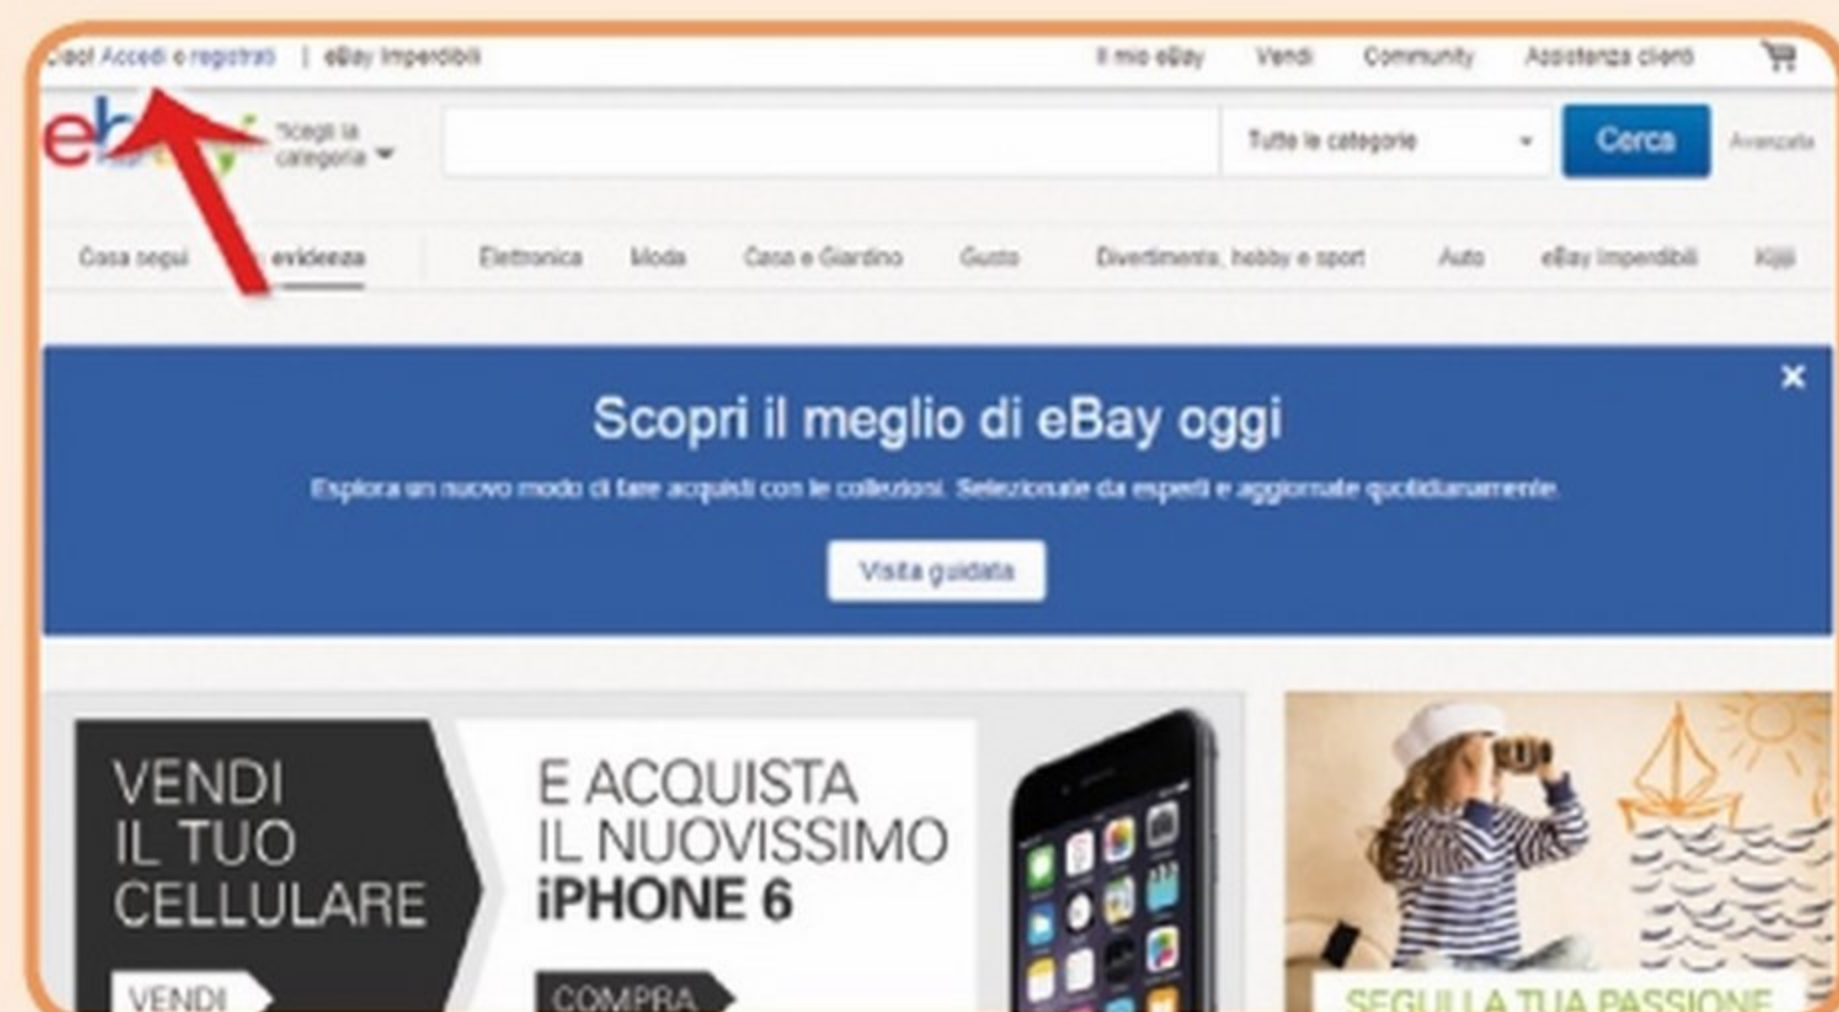 Ciao! Accedi o registrati | eBay Imperdibili
Il mio eBay Vendi Community Assistenza clienti
Scegli la
categoria
Tutte le categorie
Cerca
Avanzata
Cosa segui evidenza Elettronica Moda Casa e Giardino Gusto Divertimento, hobby e sport Auto eBay Imperdibili Kijiji
Scopri il meglio di eBay oggi
Esplora un nuovo modo di fare acquisti con le collezioni. Selezionate da esperti e aggiornate quotidianamente.
Visita guidata
VENDI
IL TUO
CELLULARE
VENDI
E ACQUISTA
IL NUOVISSIMO
iPHONE 6
COMPRA
SEGUI LA TUA PASSIONE